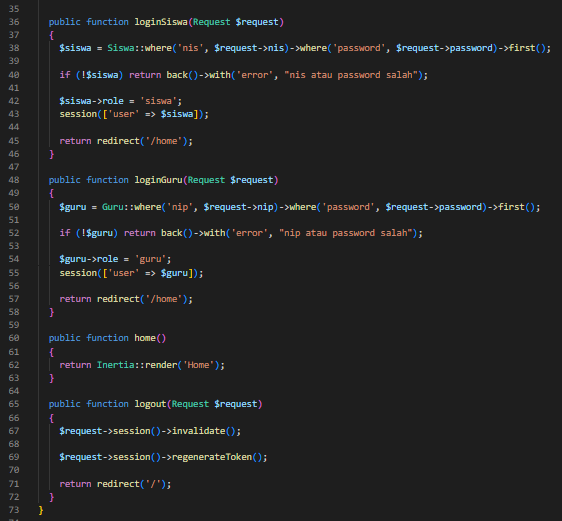 35
36 public function loginSiswa(Request $request)
37 {
38 $siswa = Siswa::where('nis', $request->nis)->where('password', $request->password)->first();
39
40 if (!$siswa) return back()->with('error', "nis atau password salah");
41
42 $siswa->role = 'siswa';
43 session(['user' => $siswa]);
44
45 return redirect('/home');
46 }
47
48 public function loginGuru(Request $request)
49 {
50 $guru = Guru::where('nip', $request->nip)->where('password', $request->password)->first();
51
52 if (!$guru) return back()->with('error', "nip atau password salah");
53
54 $guru->role = 'guru';
55 session(['user' => $guru]);
56
57 return redirect('/home');
58 }
59
60 public function home()
61 {
62 return Inertia::render('Home');
63 }
64
65 public function logout(Request $request)
66 {
67 $request->session()->invalidate();
68
69 $request->session()->regenerateToken();
70
71 return redirect('/');
72 }
73 }